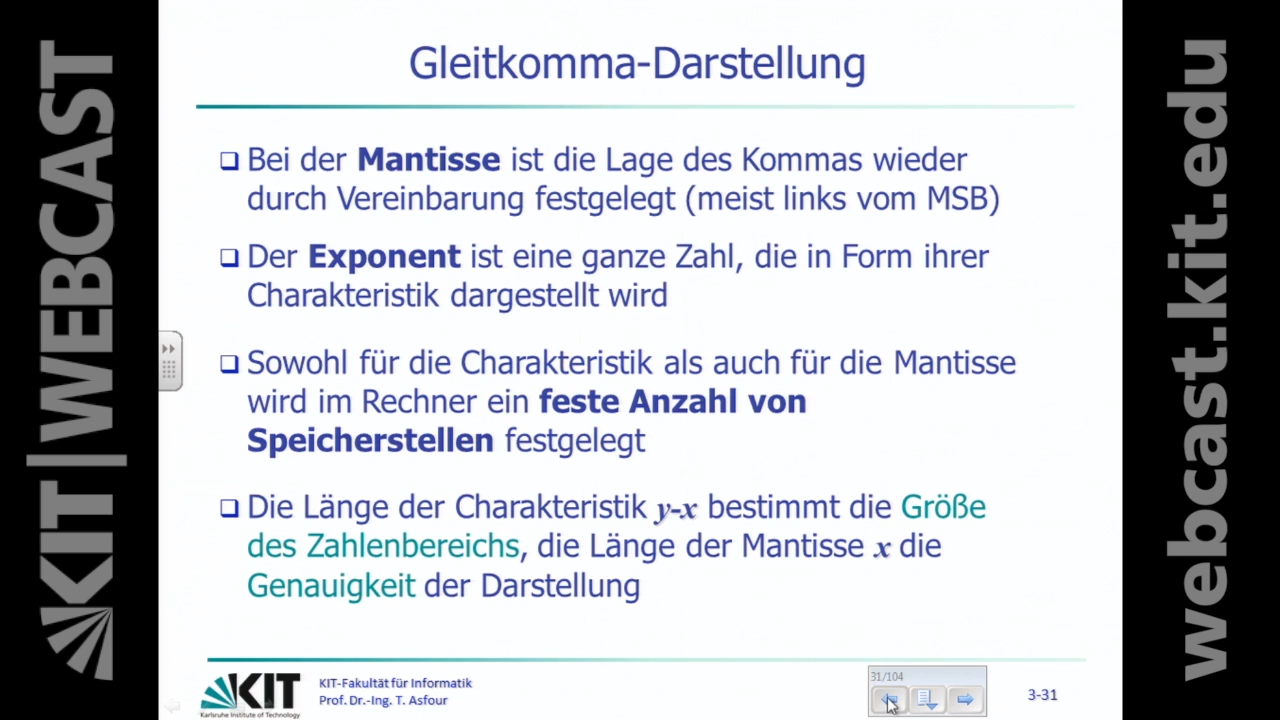 KIT|WEBCAST
Gleitkomma-Darstellung
Bei der Mantisse ist die Lage des Kommas wieder
durch Vereinbarung festgelegt (meist links vom MSB)
Der Exponent ist eine ganze Zahl, die in Form ihrer
Charakteristik dargestellt wird
Sowohl für die Charakteristik als auch für die Mantisse
wird im Rechner ein feste Anzahl von
Speicherstellen festgelegt
Die Länge der Charakteristik y-x bestimmt die Größe
des Zahlenbereichs, die Länge der Mantisse x die
Genauigkeit der Darstellung
KIT
Karlsruhe Institute of Technology
KIT-Fakultät für Informatik
Prof. Dr.-Ing. T. Asfour
31/104
3-31
webcast.kit.edu